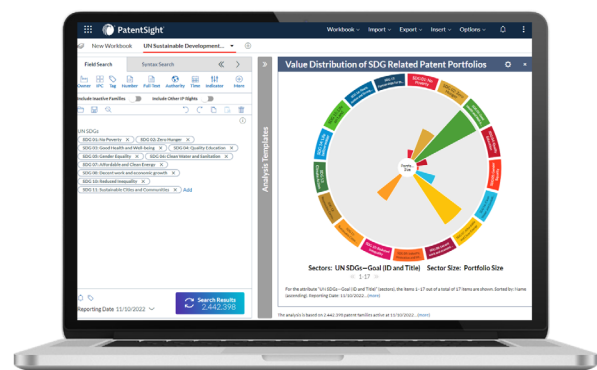 PatentSight
Workbook Import Export Insert Options
New Workbook UN Sustainable Development...
Field Search Syntax Search
Owner IPC Tag Number Full Text Authority Time Indicator More
Include Inactive Families Include Other IP Rights
UN SDGs
SDG 01: No Poverty X SDG 02: Zero Hunger X
SDG 03: Good Health and Well-being X SDG 04: Quality Education X
SDG 05: Gender Equality X SDG 06: Clean Water and Sanitation X
SDG 07: Affordable and Clean Energy X
SDG 08: Decent work and economic growth X
SDG 10: Reduced Inequality X
SDG 11: Sustainable Cities and Communities X Add
Reporting Date 11/10/2022
Search Results
2,442,398
Analysis Templates
Value Distribution of SDG Related Patent Portfolios
Sectors: UN SDGs—Goal (ID and Title) Sector Size: Portfolio Size
1-17
For the attribute "UN SDGs - Goal (ID and Title)" (sectors), the items 1-17 out of a total of 17 items are shown. Sorted by: Name
(ascending). Reporting Date: 11/10/2022... (more)
The analysis is based on 2,442,398 patent families active at 11/10/2022... (more)